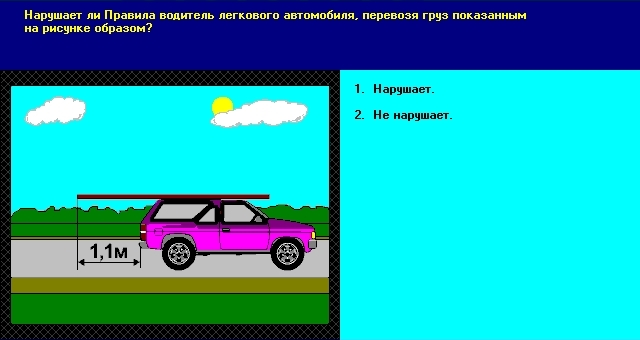 Нарушает ли Правила водитель легкового автомобиля, перевозя груз показанным
на рисунке образом?
1. Нарушает.
2. Не нарушает.
1,1м